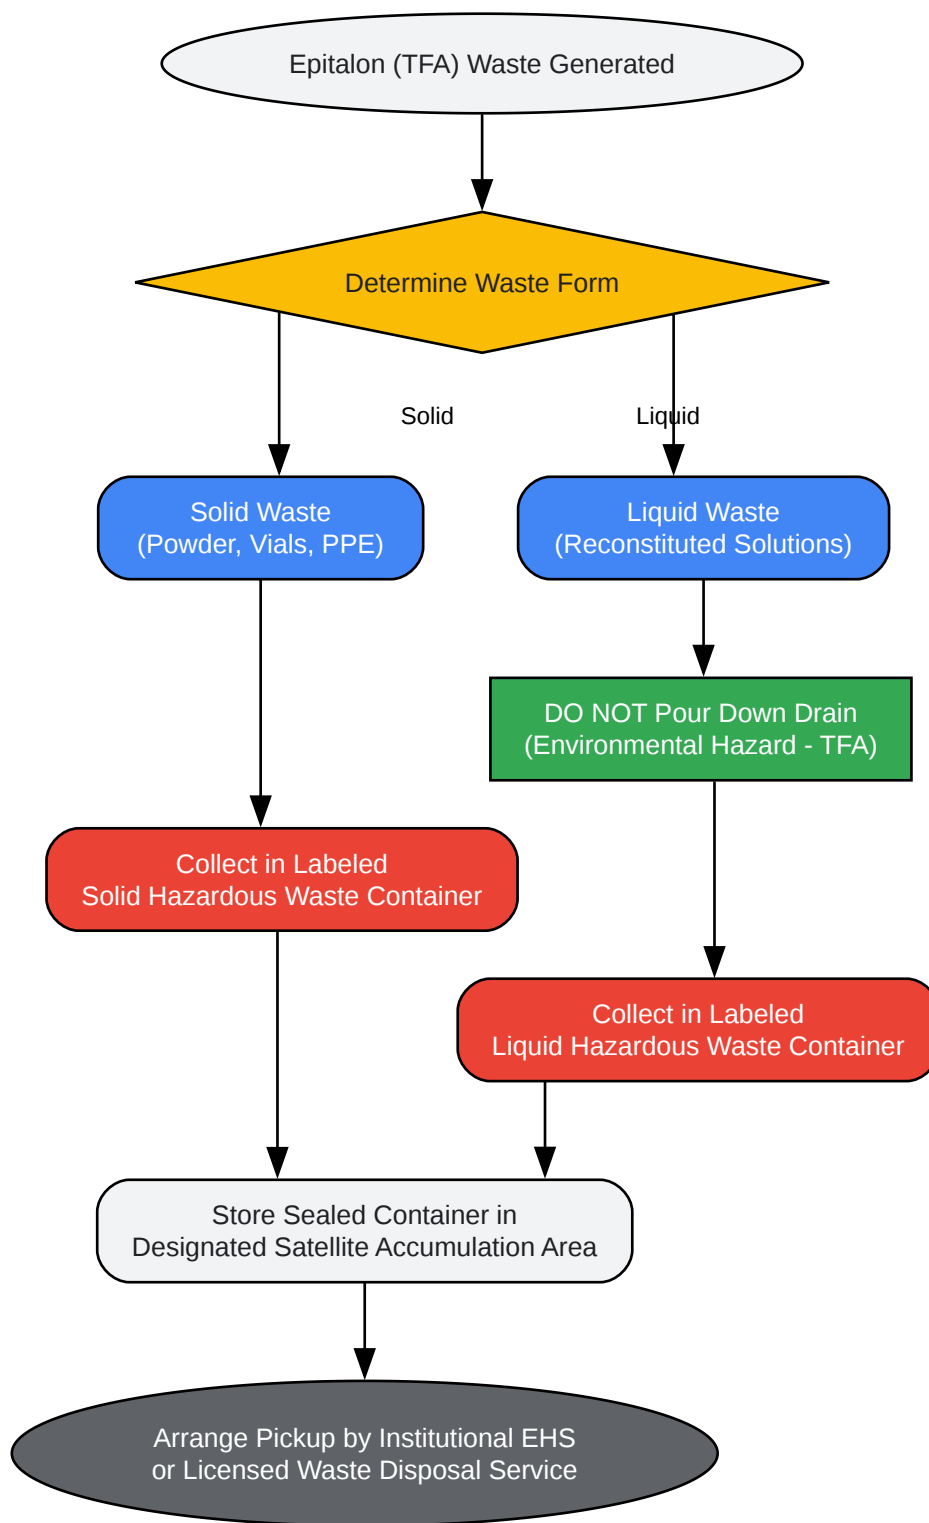 Epitalon (TFA) Waste Generated
Determine Waste Form
Solid
Liquid
Solid Waste
(Powder, Vials, PPE)
Liquid Waste
(Reconstituted Solutions)
DO NOT Pour Down Drain
(Environmental Hazard - TFA)
Collect in Labeled
Solid Hazardous Waste Container
Collect in Labeled
Liquid Hazardous Waste Container
Store Sealed Container in
Designated Satellite Accumulation Area
Arrange Pickup by Institutional EHS
or Licensed Waste Disposal Service